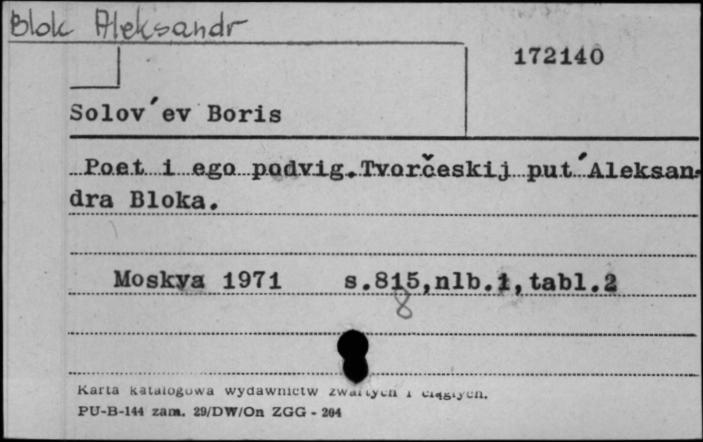 Blok Aleksandr
172140
Solov´ev Boris
Poet i ego podvig.Tvorčeskij put´Aleksan-
dra Bloka.
Moskva 1971 s.815,nlb.1,tabl.2
8
Karta katalogowa wydawnictw zwartych i ciągłych.
PU-B-144 zam. 29/DW/On ZGG - 204